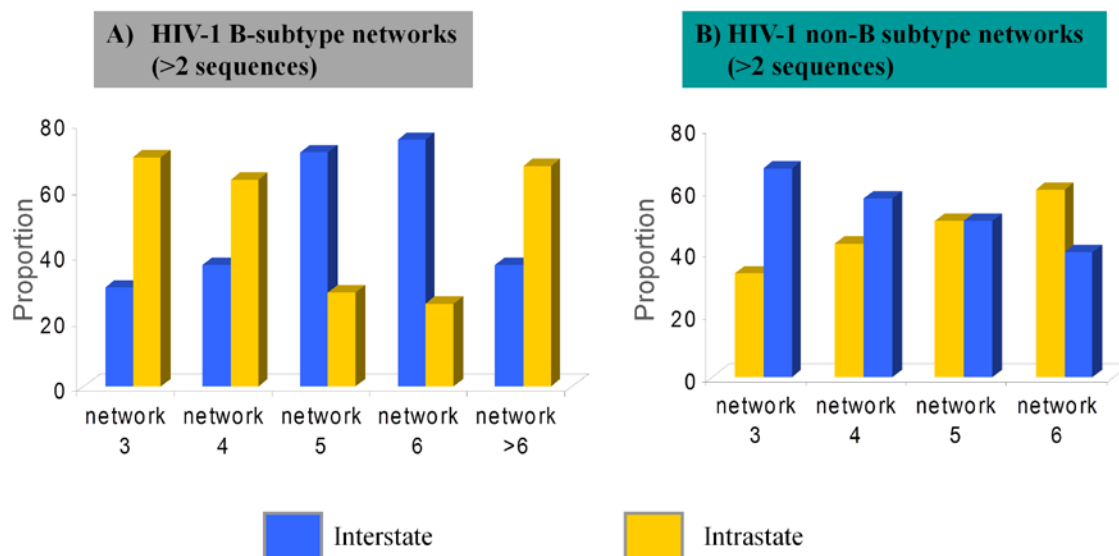 A) HIV-1 B-subtype networks
(>2 sequences)
B) HIV-1 non-B subtype networks
(>2 sequences)
Proportion
80
60
40
20
0
network
3
network
4
network
5
network
6
network
>6
Proportion
80
60
40
20
0
network
3
network
4
network
5
network
6
Interstate
Intrastate